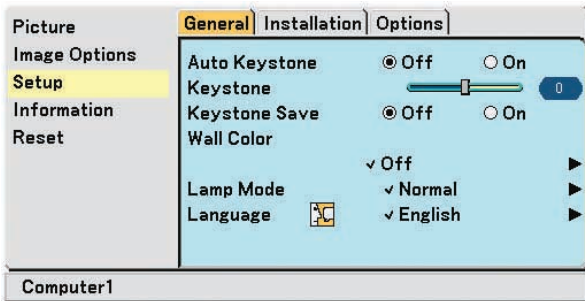 Picture
Image Options
Setup
Information
Reset
General Installation Options
Auto Keystone Off On
Keystone 0
Keystone Save Off On
Wall Color
Off
Lamp Mode Normal
Language English
Computer1